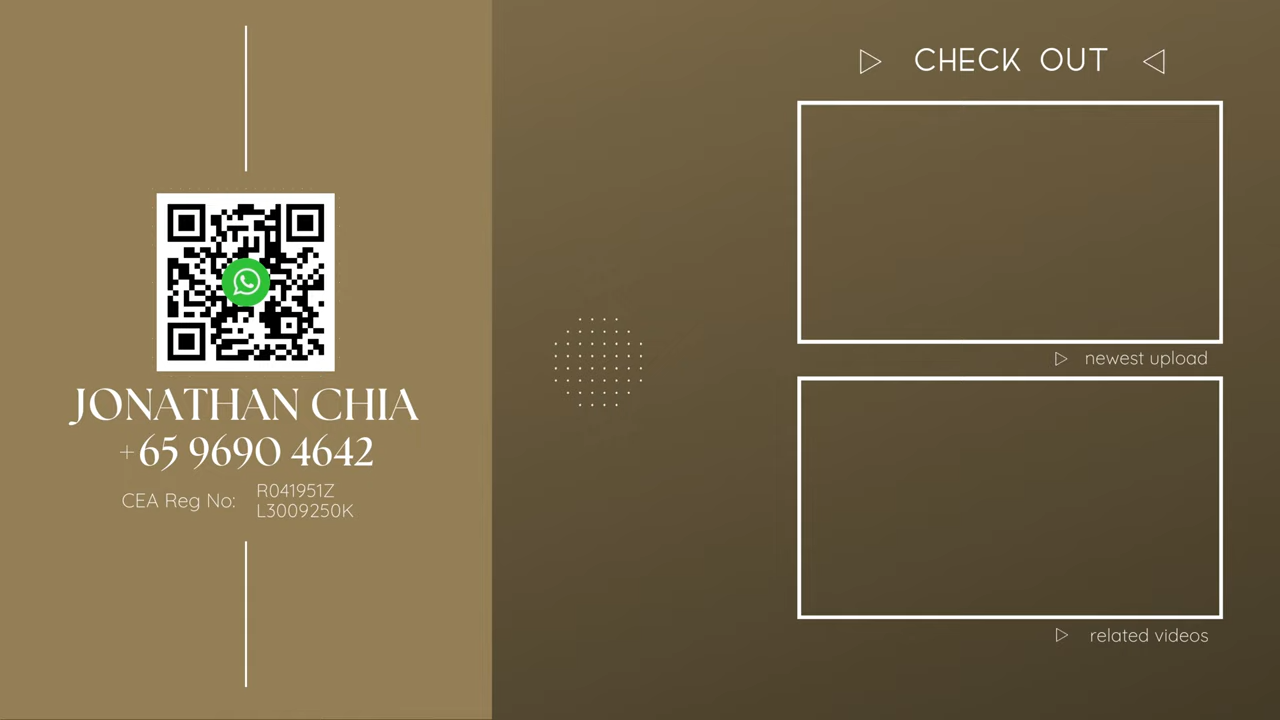 JONATHAN CHIA
+65 9690 4642
CEA Reg No:
R041951Z
L3009250K
CHECK OUT
newest upload
related videos